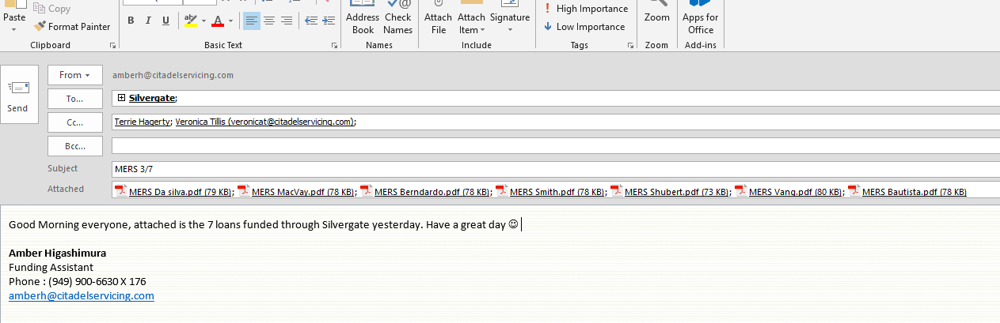 Copy
Paste
Format Painter
Clipboard
B I U ab A
Basic Text
Address Book
Check Names
Names
Attach File
Attach Item
Signature
Include
High Importance
Low Importance
Tags
Zoom
Zoom
Apps for Office
Add-ins
Send
From
amberh@citadelservicing.com
To...
Silvergate;
Cc...
Terrie Hagerty; Veronica Tillis (veronicat@citadelservicing.com);
Bcc...
Subject
MERS 3/7
Attached
MERS Da silva.pdf (79 KB); MERS MacVay.pdf (78 KB); MERS Berndardo.pdf (78 KB); MERS Smith.pdf (78 KB); MERS Shubert.pdf (73 KB); MERS Vang.pdf (80 KB); MERS Bautista.pdf (78 KB)
Good Morning everyone, attached is the 7 loans funded through Silvergate yesterday. Have a great day ☺
Amber Higashimura
Funding Assistant
Phone : (949) 900-6630 X 176
amberh@citadelservicing.com